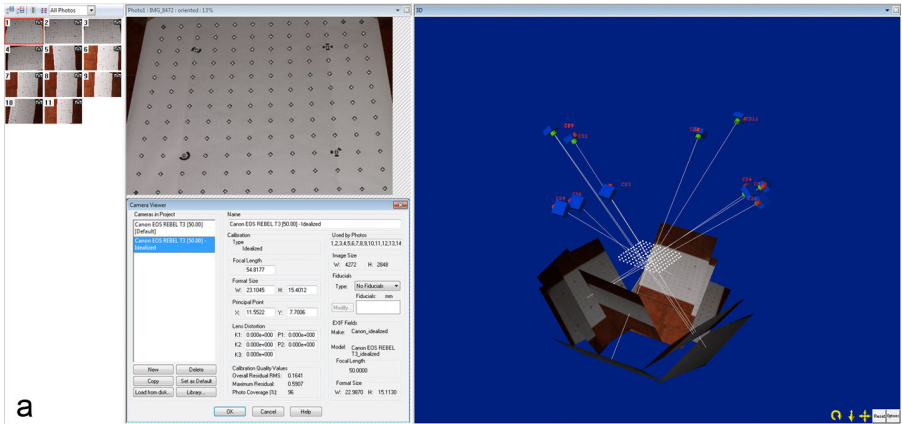 All Photos
Photo1 : IMG_8472 : oriented : 13%
3D
1 2 3
4 5 6
7 8 9
10 11
Camera Viewer
Cameras in Project
Canon EOS REBEL T3 [50.00]
[Default]
Canon EOS REBEL T3 [50.00] -
Idealized
New Delete
Copy Set as Default
Load from disk... Library...
Name
Canon EOS REBEL T3 [50.00] - Idealized
Calibration
Type
Idealized
Focal Length
54.8177
Format Size
W: 23.1045 H: 15.4012
Principal Point
X: 11.5522 Y: 7.7006
Lens Distortion
K1: 0.000e+000 P1: 0.000e+000
K2: 0.000e+000 P2: 0.000e+000
K3: 0.000e+000
Calibration Quality Values
Overall Residual RMS: 0.1641
Maximum Residual: 0.5907
Photo Coverage (%): 96
Used by Photos
1,2,3,4,5,6,7,8,9,10,11,12,13,14
Image Size
W: 4272 H: 2848
Fiducials
Type: No Fiducials
Fiducials: mm
Modify...
EXIF Fields
Make: Canon_idealized
Model: Canon EOS REBEL
T3_idealized
Focal Length
50.0000
Format Size
W: 22.9870 H: 15.1130
OK Cancel Help
Reset Options
a